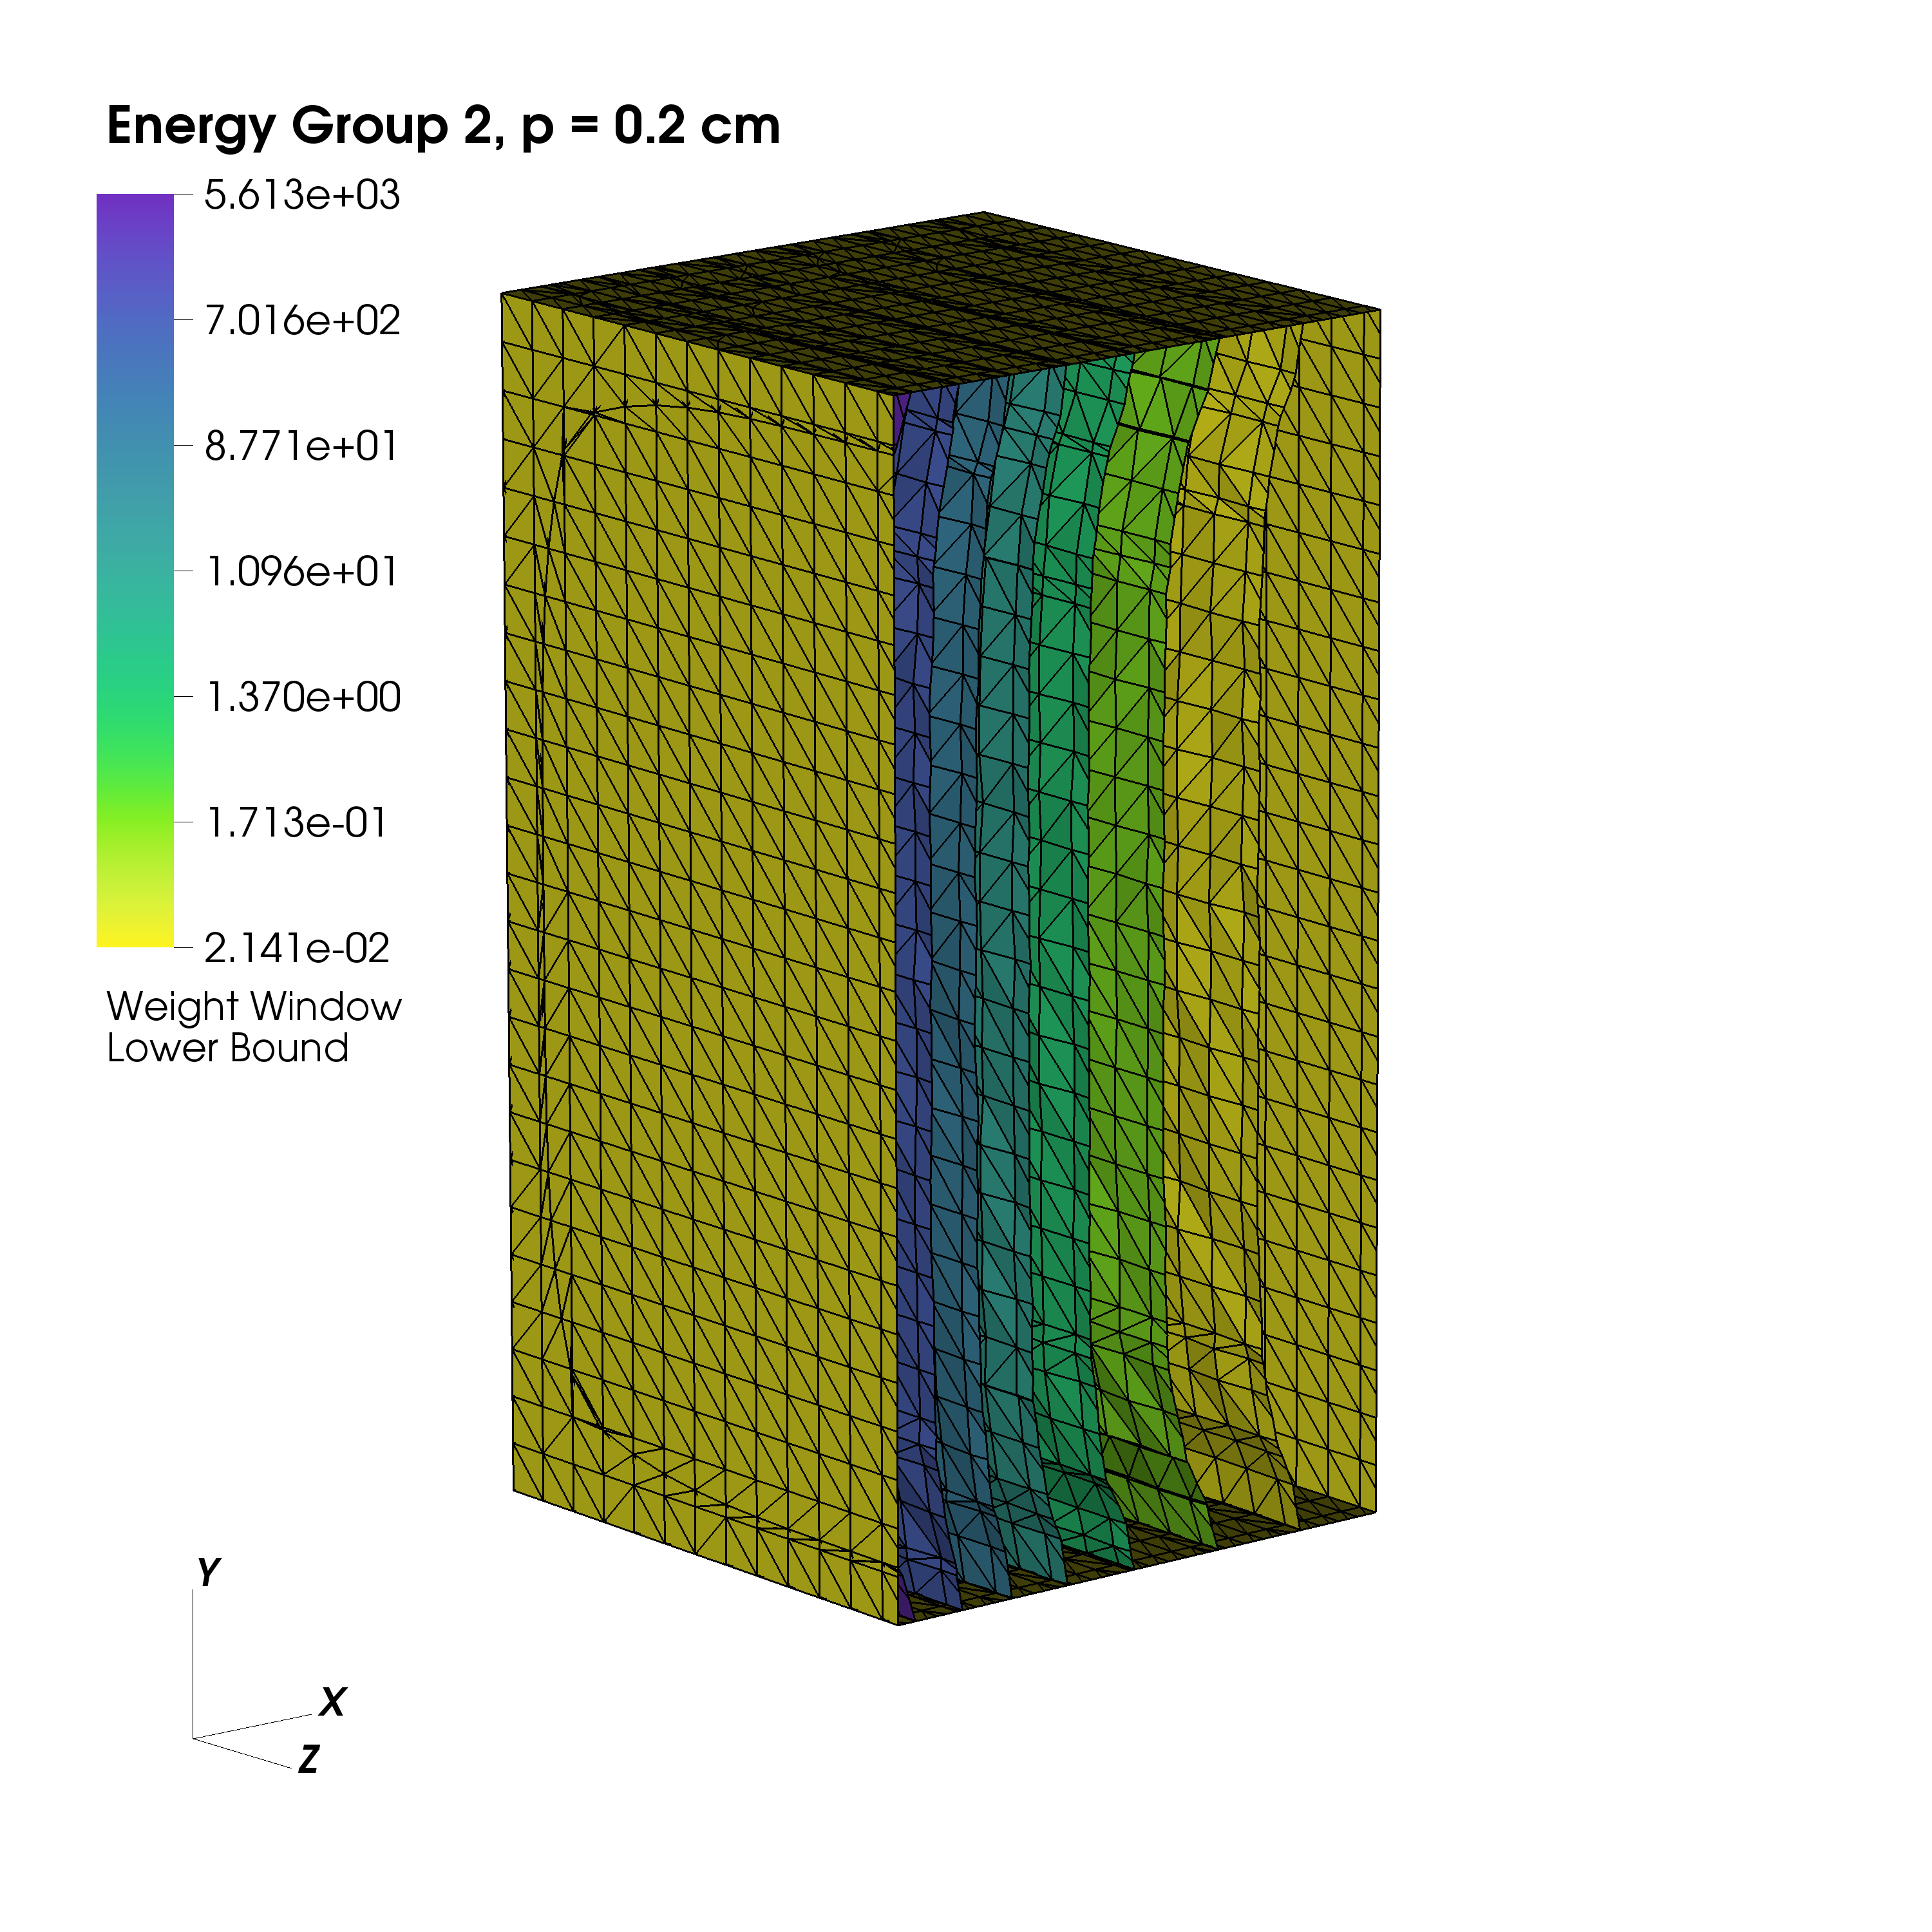 Energy Group 2, p = 0.2 cm
5.613e+03
7.016e+02
8.771e+01
1.096e+01
1.370e+00
1.713e-01
2.141e-02
Weight Window
Lower Bound
Y
X
Z